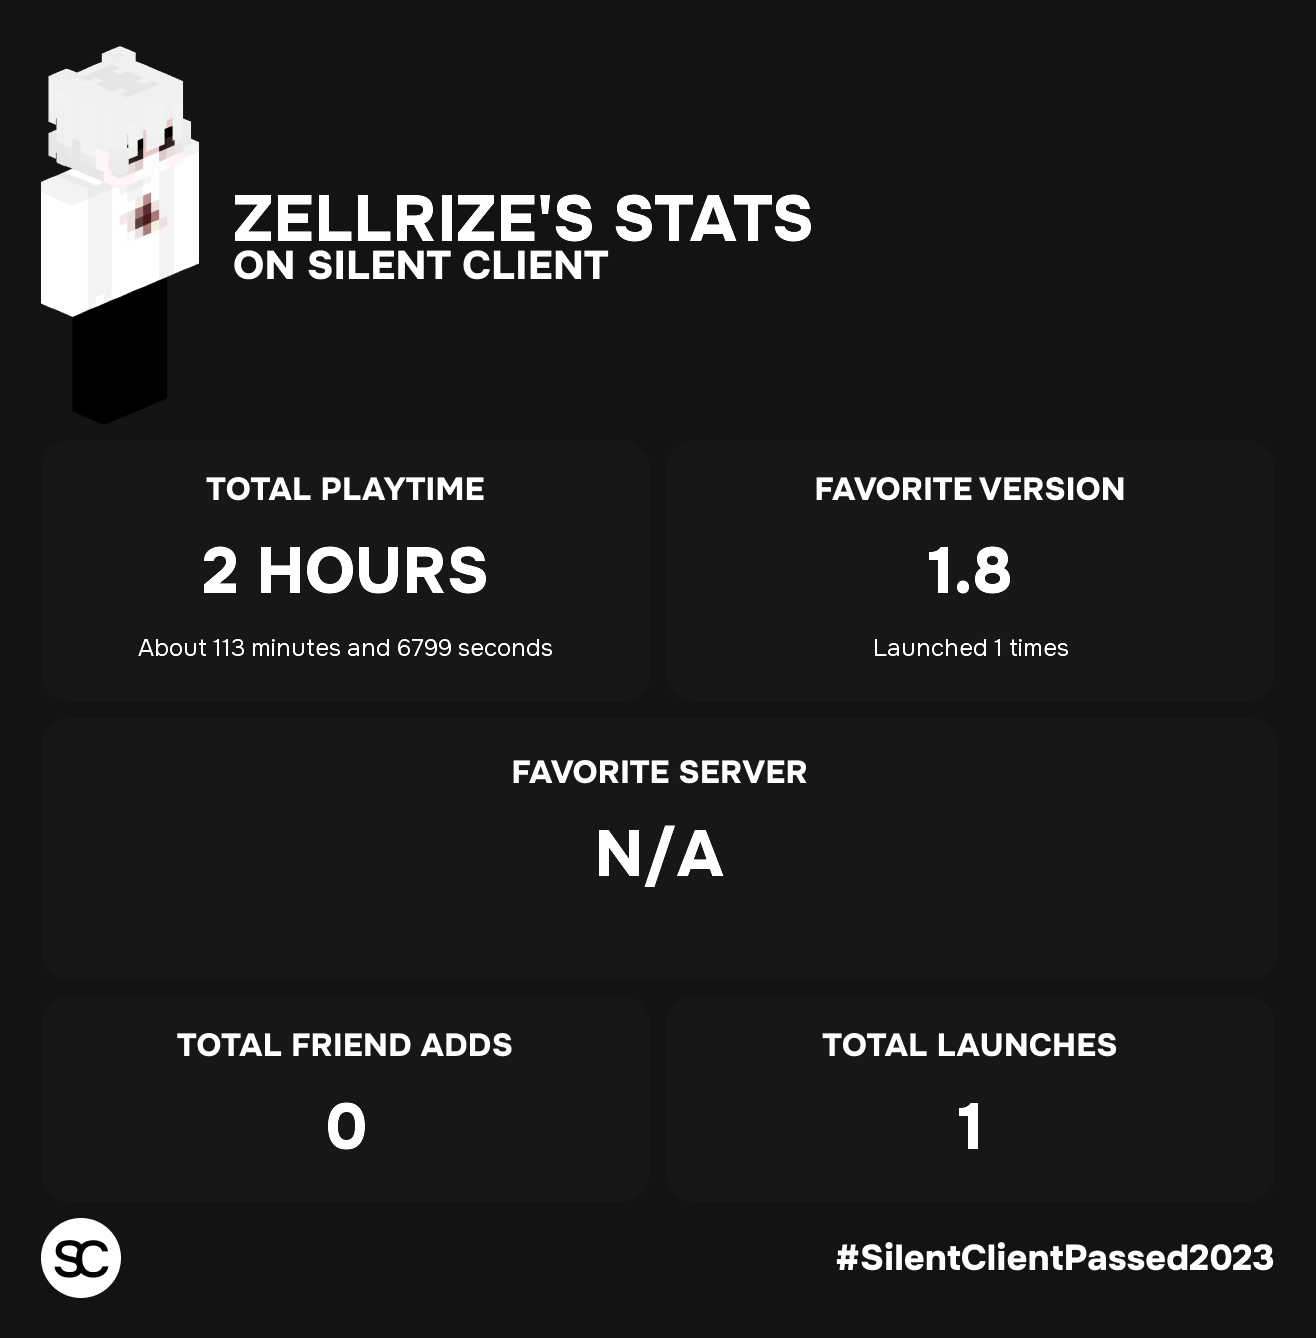 ZELLRIZE'S STATS
ON SILENT CLIENT
TOTAL PLAYTIME
2 HOURS
About 113 minutes and 6799 seconds
FAVORITE VERSION
1.8
Launched 1 times
FAVORITE SERVER
N/A
TOTAL FRIEND ADDS
0
TOTAL LAUNCHES
1
SC
#SilentClientPassed2023